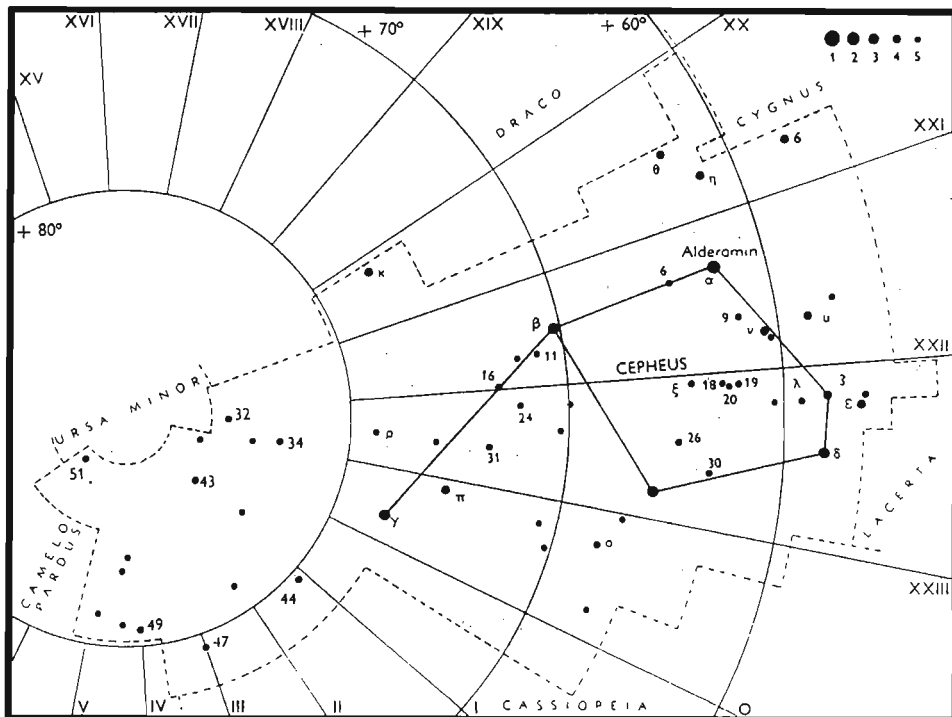 XVI
XVII
XVIII
+ 70°
XIX
+ 60°
XX
1 2 3 4 5
XV
DRACO
CYGNUS
XXI
6
θ
η
+ 80°
κ
Alderamin
α
6
β
9
ν
u
XXII
11
16
CEPHEUS
ξ
18
19
20
λ
3
ε
URSA MINOR
32
34
ρ
24
31
26
30
δ
51
43
π
γ
ο
LACERTA
CAMELO
PARDUS
XXIII
44
49
47
V
IV
III
II
I
CASSIOPEIA
O